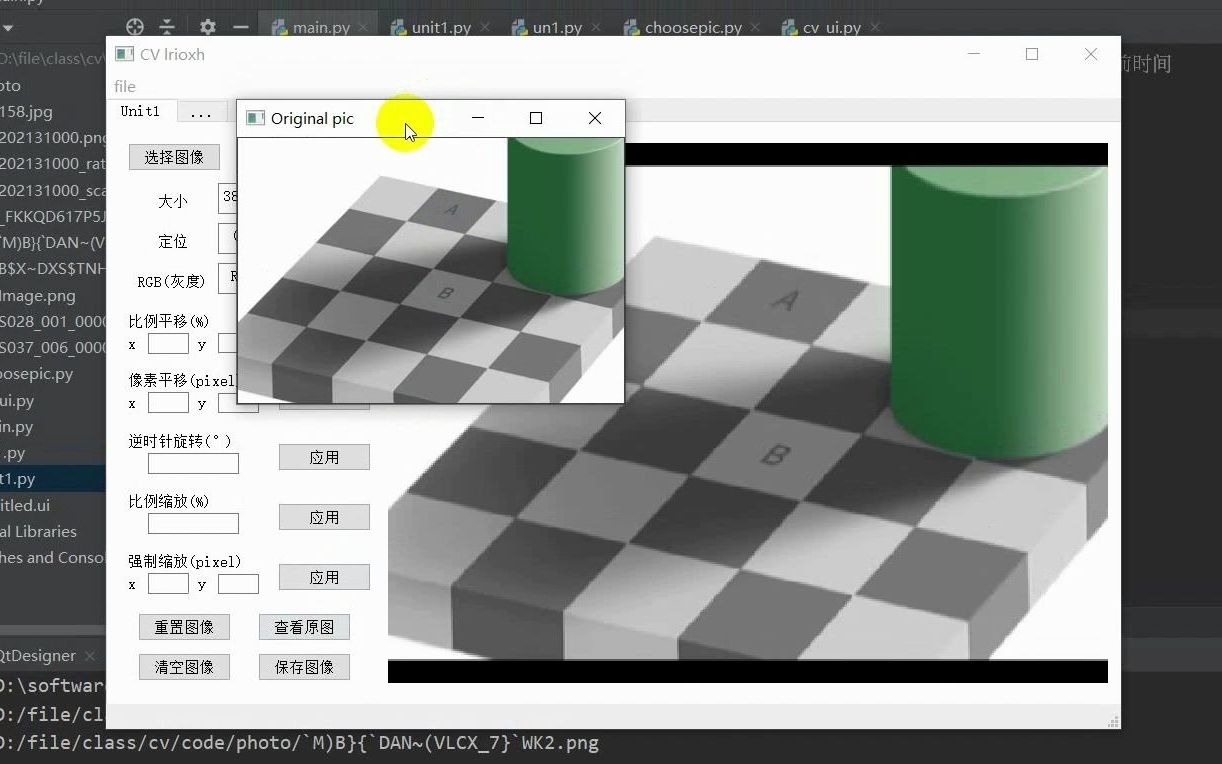 main.py
main.py unit1.py un1.py choosepic.py cv_ui.py
D:\file\class\cv\
CV lrioxh
前时间
file
oto
Unit1 ...
Original pic
158.jpg
202131000.png
选择图像
202131000_rat
202131000_sca
大小 38
A
A
_FKKQD617P5J
`M)B}{`DAN~(V
定位
B$X~DXS$TNH
RGB(灰度) R
B
B
Image.png
S028_001_0000
比例平移(%)
x y
S037_006_0000
oosepic.py
像素平移(pixel
x y
ui.py
in.py
逆时针旋转(°)
.py
应用
t1.py
比例缩放(%)
titled.ui
应用
al Libraries
hes and Conso
强制缩放(pixel)
x y 应用
重置图像 查看原图
QtDesigner
清空图像 保存图像
D:\software
D:/file/cl
D:/file/class/cv/code/photo/`M)B}{`DAN~(VLCX_7}`WK2.png